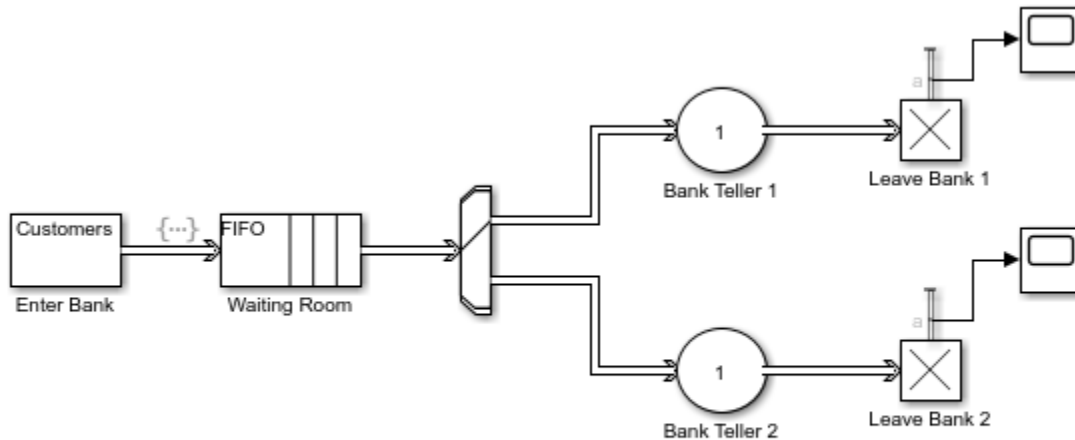 a
1
Bank Teller 1
Leave Bank 1
Customers
{...}
FIFO
Enter Bank
Waiting Room
a
1
Bank Teller 2
Leave Bank 2